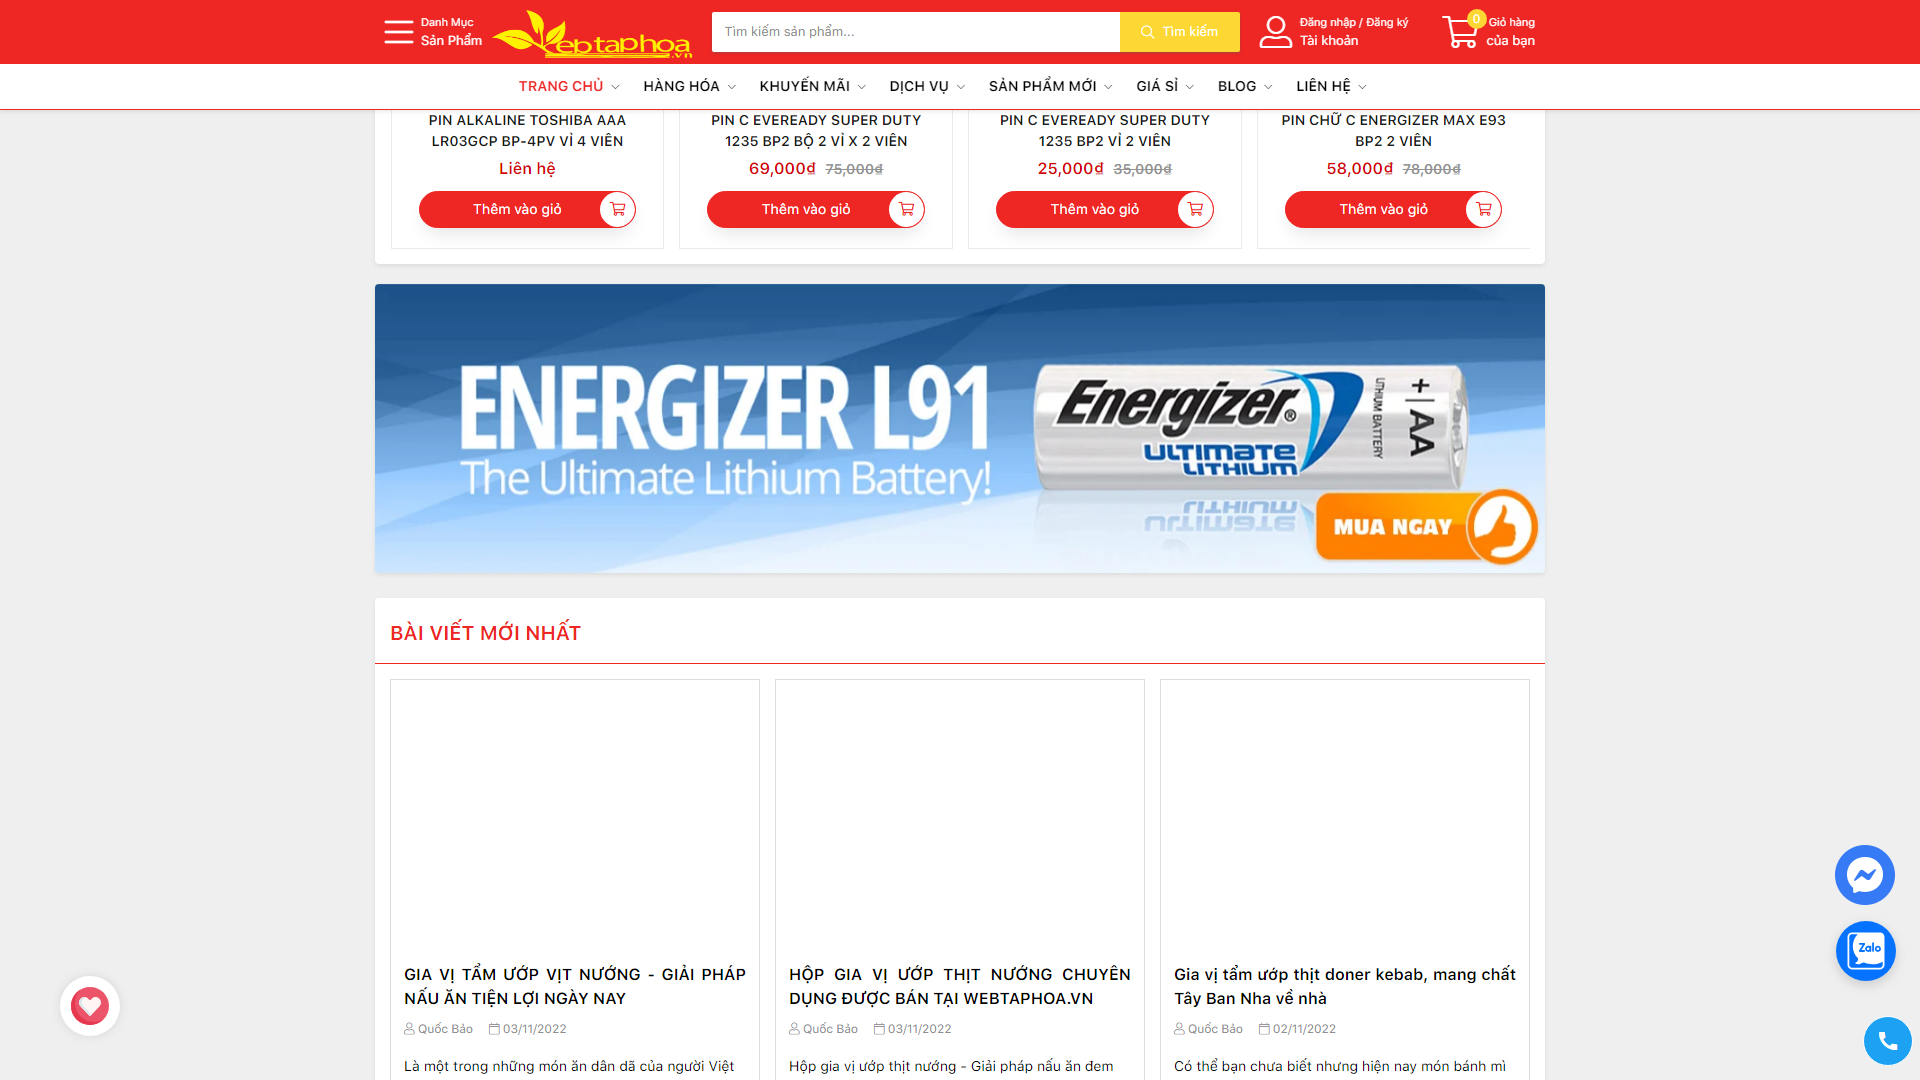 Danh Mục
Sản Phẩm
ebtaphoa
.vn
Tìm kiếm sản phẩm...
Tìm kiếm
Đăng nhập / Đăng ký
Tài khoản
0
Giỏ hàng
của bạn
TRANG CHỦ
HÀNG HÓA
KHUYẾN MÃI
DỊCH VỤ
SẢN PHẨM MỚI
GIÁ SỈ
BLOG
LIÊN HỆ
PIN ALKALINE TOSHIBA AAA
LR03GCP BP-4PV VỈ 4 VIÊN
Liên hệ
Thêm vào giỏ
PIN C EVEREADY SUPER DUTY
1235 BP2 BỘ 2 VỈ X 2 VIÊN
69,000₫ 75,000₫
Thêm vào giỏ
PIN C EVEREADY SUPER DUTY
1235 BP2 VỈ 2 VIÊN
25,000₫ 35,000₫
Thêm vào giỏ
PIN CHỮ C ENERGIZER MAX E93
BP2 2 VIÊN
58,000₫ 78,000₫
Thêm vào giỏ
ENERGIZER L91
The Ultimate Lithium Battery!
Energizer®
ULTIMATE
LITHIUM
LITHIUM BATTERY
+ AA
MUA NGAY
BÀI VIẾT MỚI NHẤT
GIA VỊ TẨM ƯỚP VỊT NƯỚNG - GIẢI PHÁP
NẤU ĂN TIỆN LỢI NGÀY NAY
Quốc Bảo 03/11/2022
Là một trong những món ăn dân dã của người Việt
HỘP GIA VỊ ƯỚP THỊT NƯỚNG CHUYÊN
DỤNG ĐƯỢC BÁN TẠI WEBTAPHOA.VN
Quốc Bảo 03/11/2022
Hộp gia vị ướp thịt nướng - Giải pháp nấu ăn đem
Gia vị tẩm ướp thịt doner kebab, mang chất
Tây Ban Nha về nhà
Quốc Bảo 02/11/2022
Có thể bạn chưa biết nhưng hiện nay món bánh mì
Zalo